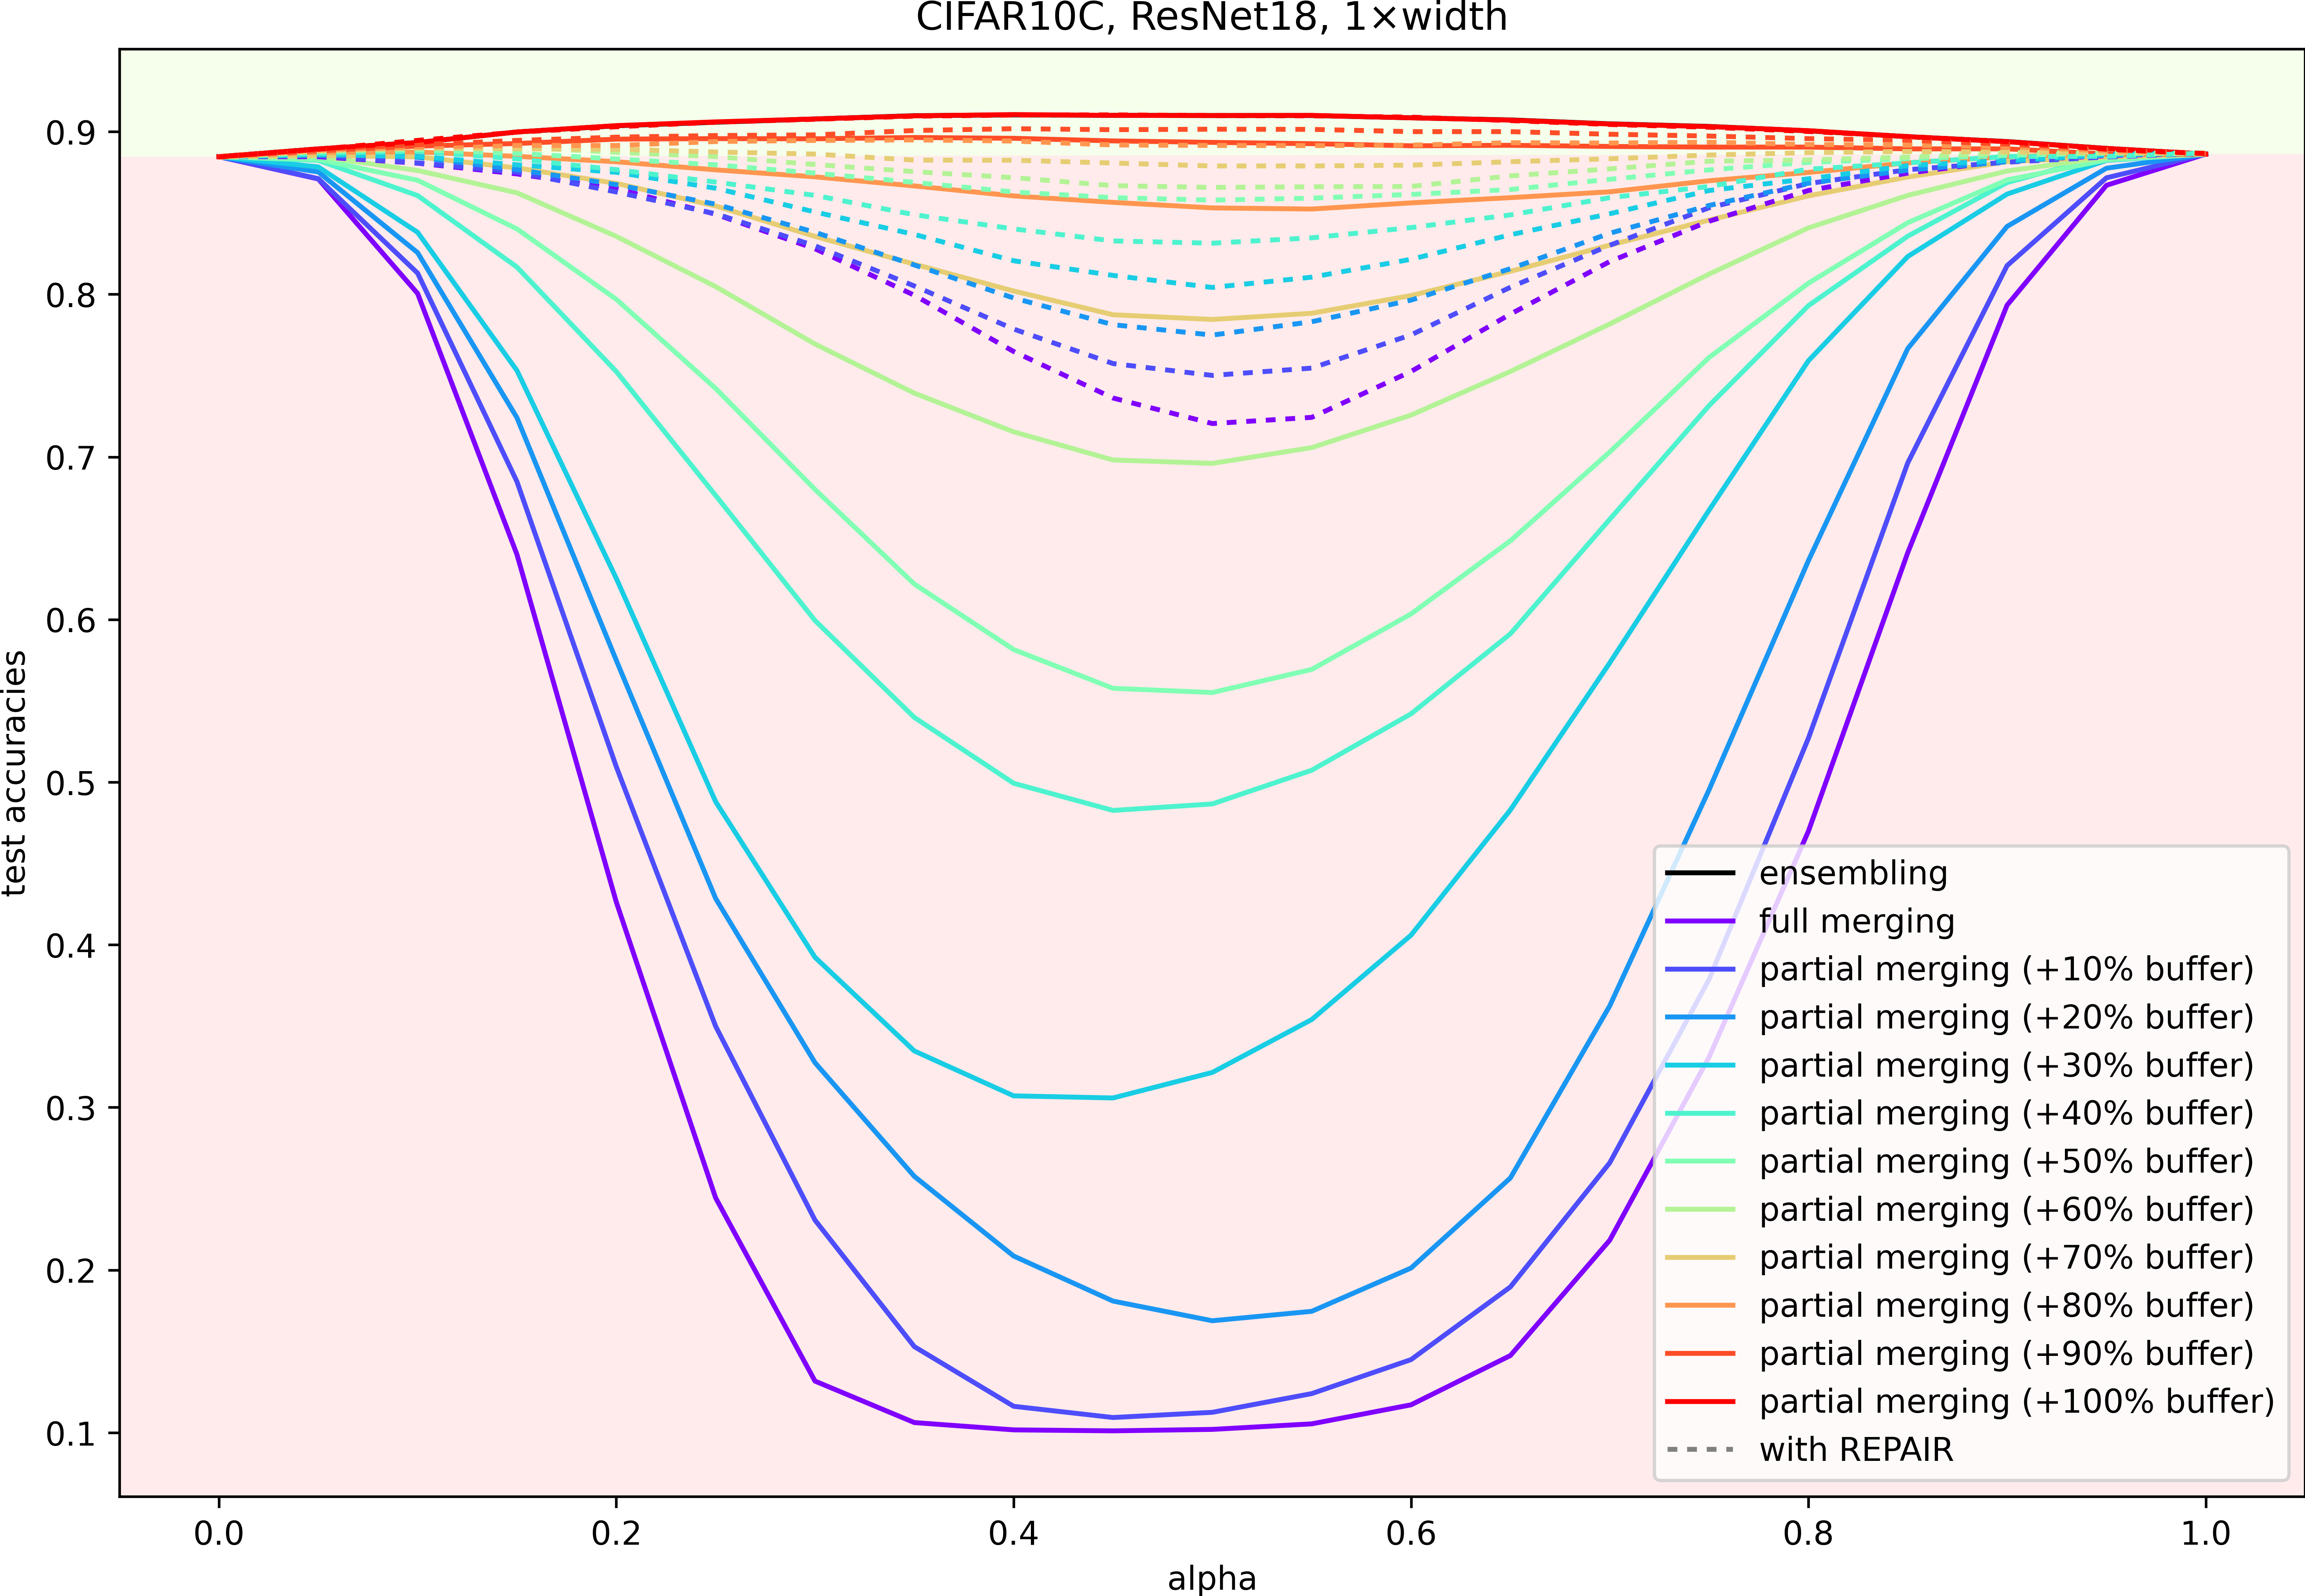 CIFAR10C, ResNet18, 1×width
test accuracies
0.9
0.8
0.7
0.6
0.5
0.4
0.3
0.2
0.1
ensembling
full merging
partial merging (+10% buffer)
partial merging (+20% buffer)
partial merging (+30% buffer)
partial merging (+40% buffer)
partial merging (+50% buffer)
partial merging (+60% buffer)
partial merging (+70% buffer)
partial merging (+80% buffer)
partial merging (+90% buffer)
partial merging (+100% buffer)
with REPAIR
0.0 0.2 0.4 0.6 0.8 1.0
alpha